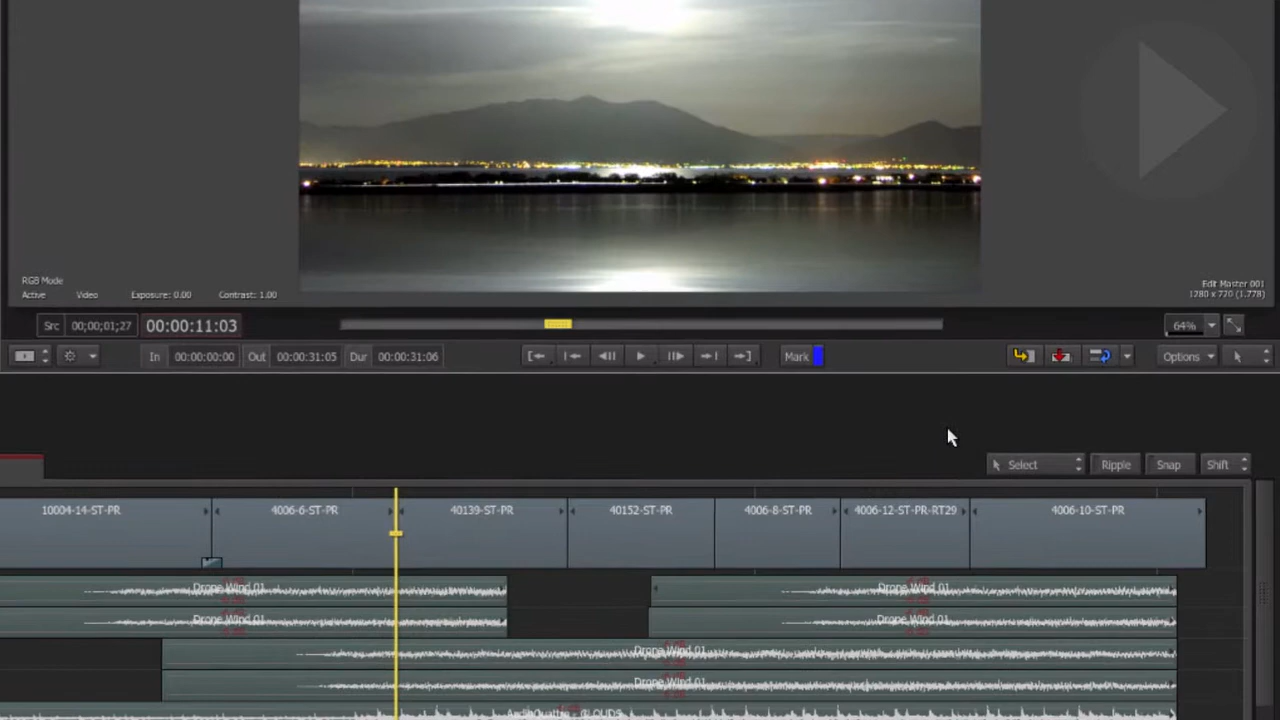 RGB Mode
Active Video Exposure: 0.00 Contrast: 1.00
Edit Master 001
1280 x 720 (1.778)
Src 00;00;01;27 00:00:11:03 64%
In 00:00:00:00 Out 00:00:31:05 Dur 00:00:31:06 Mark Options
Select Ripple Snap Shift
10004-14-ST-PR 4006-6-ST-PR 40139-ST-PR 40152-ST-PR 4006-8-ST-PR 4006-12-ST-PR-RT29 4006-10-ST-PR
Drone Wind 01 Drone Wind 01
Drone Wind 01 Drone Wind 01
Drone Wind 01
Drone Wind 01
CLOUDS